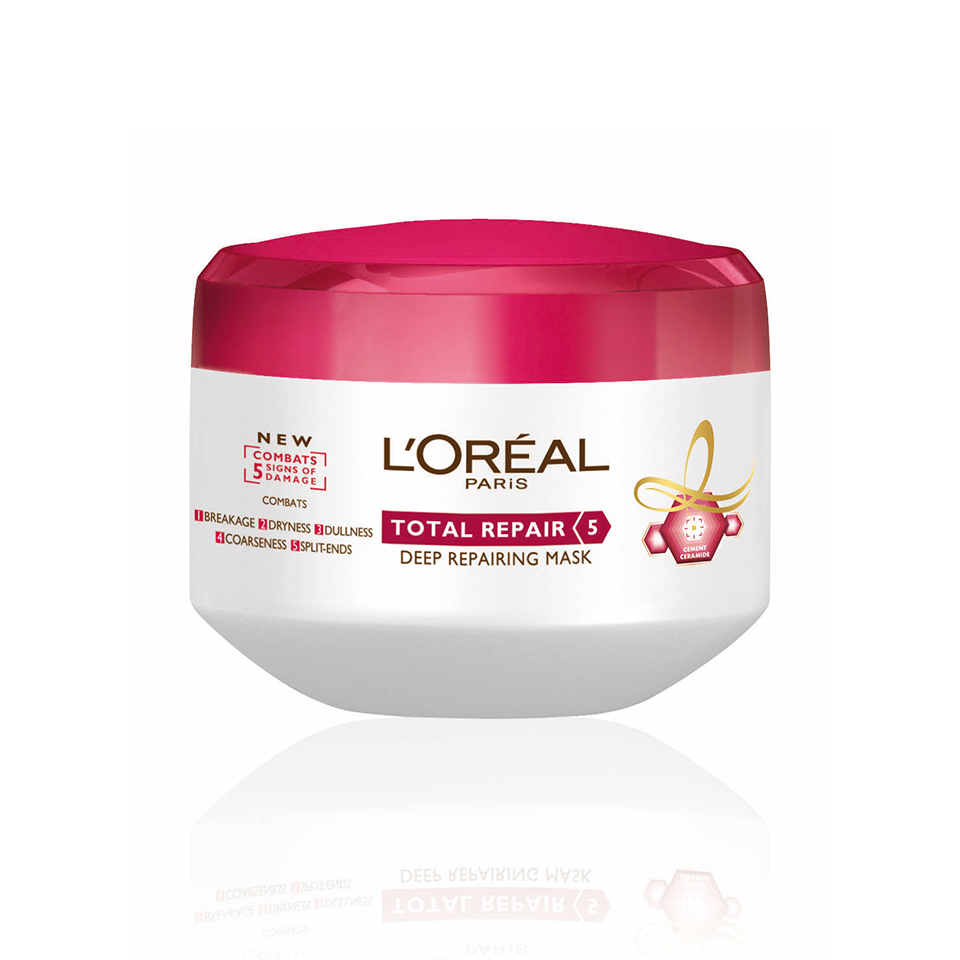 NEW
COMBATS
5 SIGNS OF
DAMAGE
COMBATS
1 BREAKAGE 2 DRYNESS 3 DULLNESS
4 COARSENESS 5 SPLIT-ENDS
L'ORÉAL
PARiS
TOTAL REPAIR 5
DEEP REPAIRING MASK
CEMENT
CERAMIDE